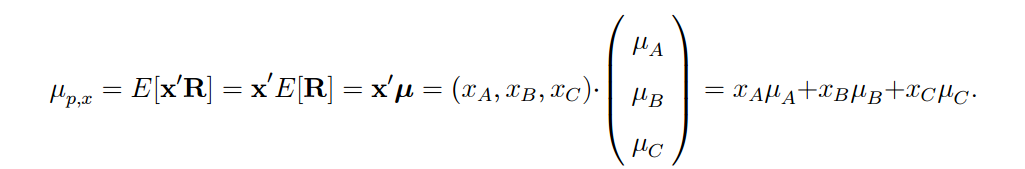 μ_{p,x} = E[𝐱′𝐑] = 𝐱′E[𝐑] = 𝐱′𝛍 = (x_A, x_B, x_C) · ( μ_A μ_B μ_C ) = x_Aμ_A+x_Bμ_B+x_Cμ_C.